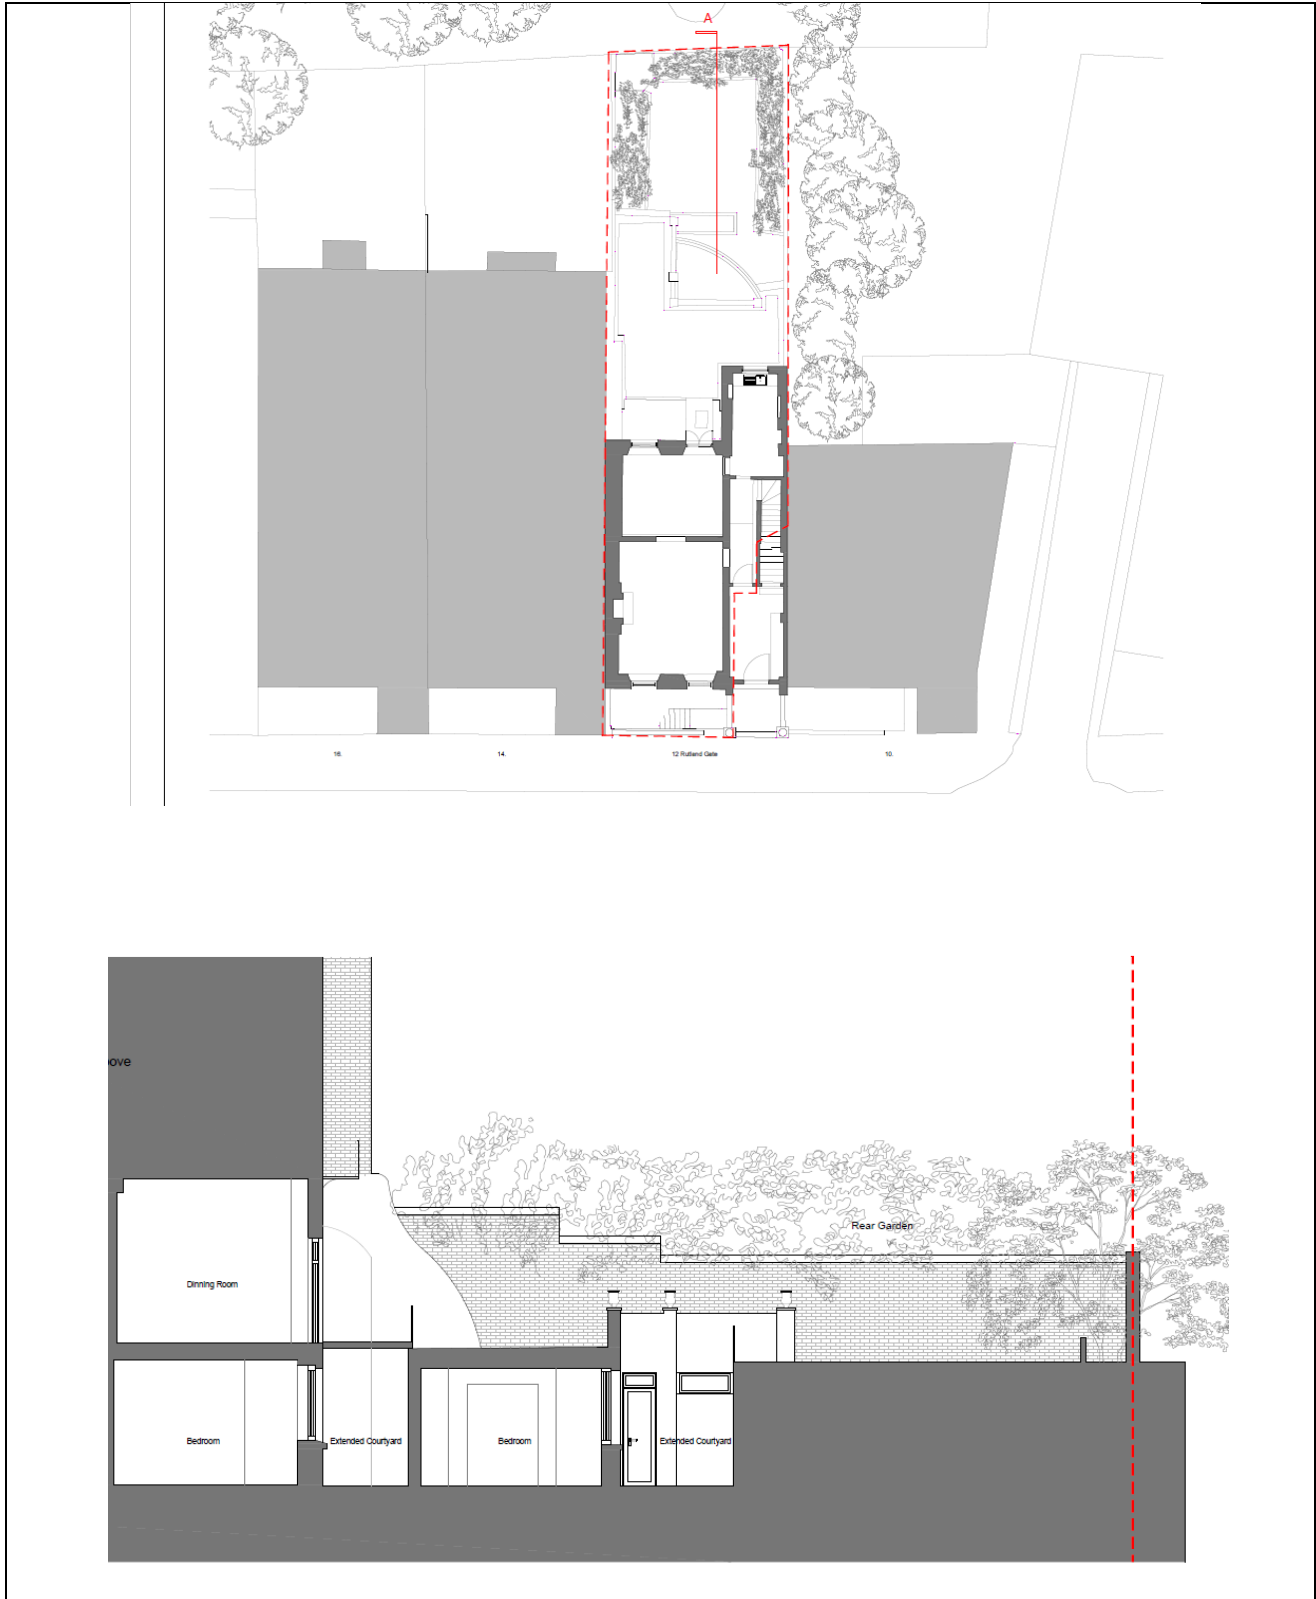 A
16.
14.
12 Rutland Gate
10.
ove
Rear Garden
Dinning Room
Bedroom
Extended Courtyard
Bedroom
Extended Courtyard